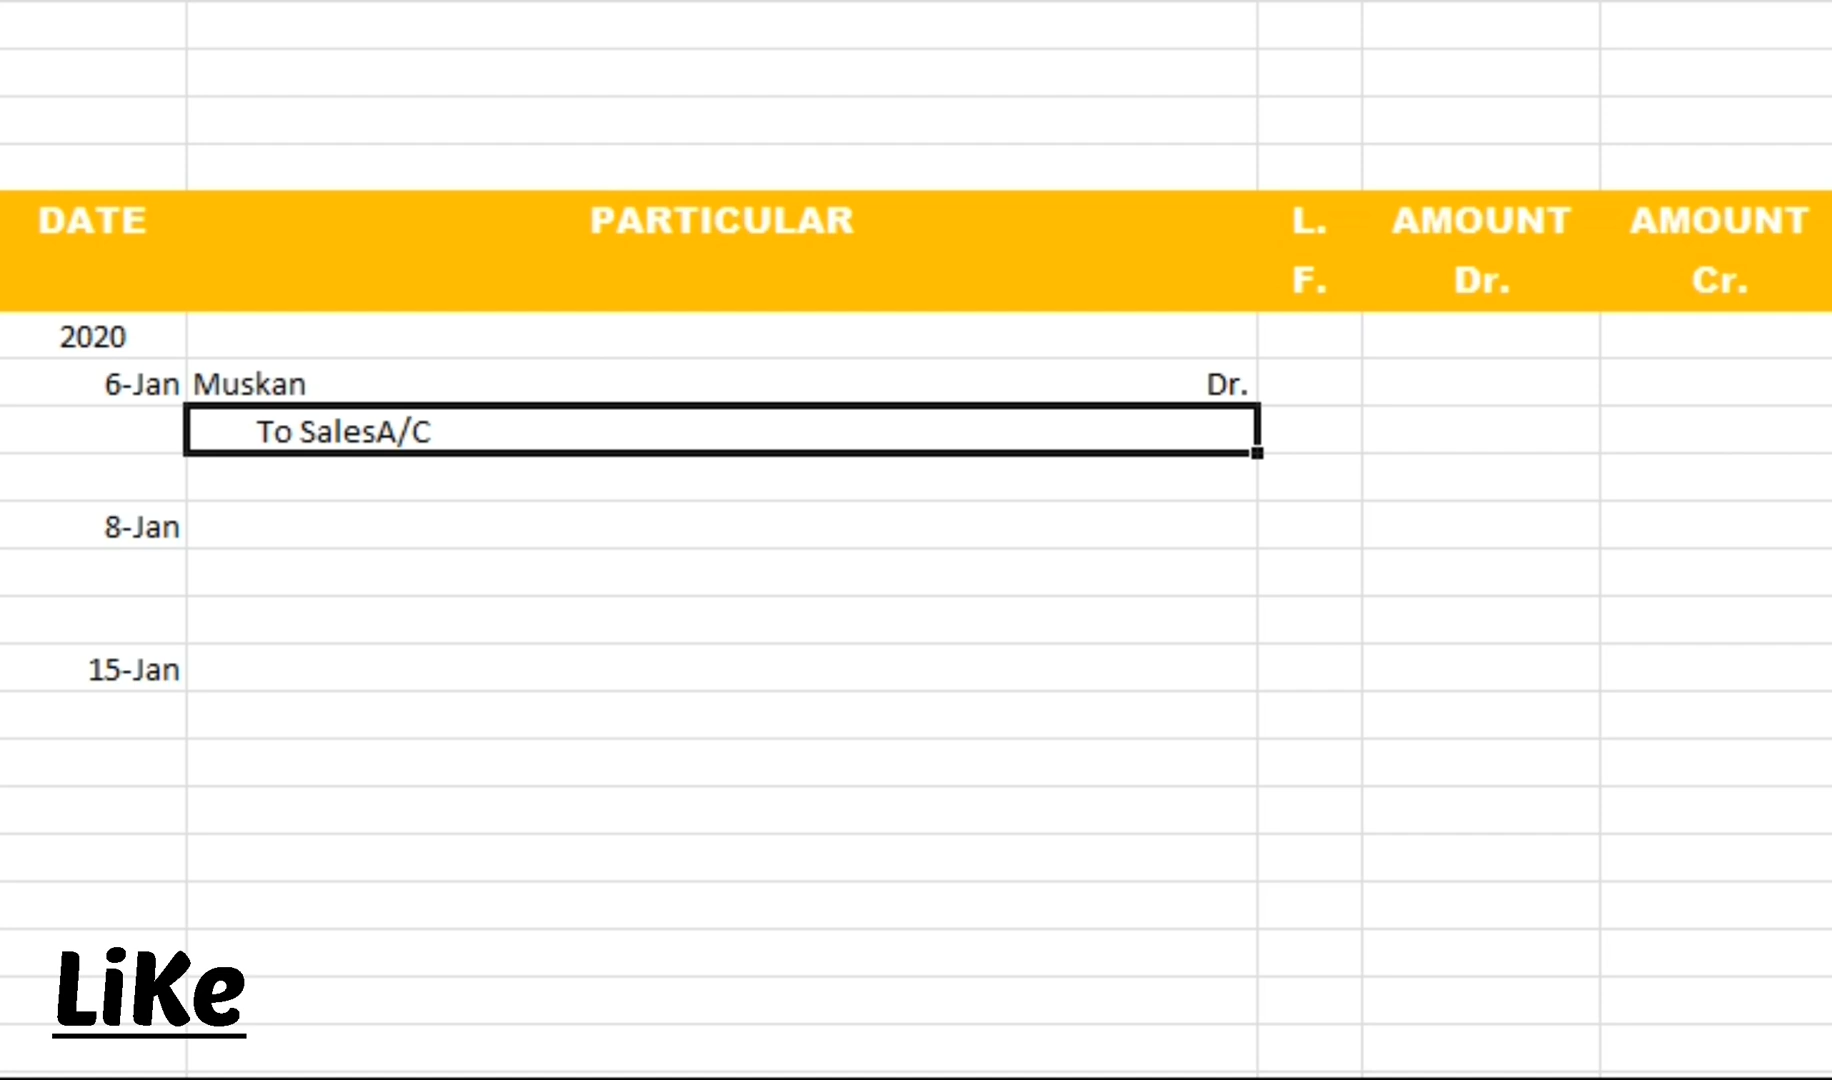 DATE PARTICULAR L. F. AMOUNT Dr. AMOUNT Cr.
2020
6-Jan Muskan Dr.
To SalesA/C
8-Jan
15-Jan
LiKe